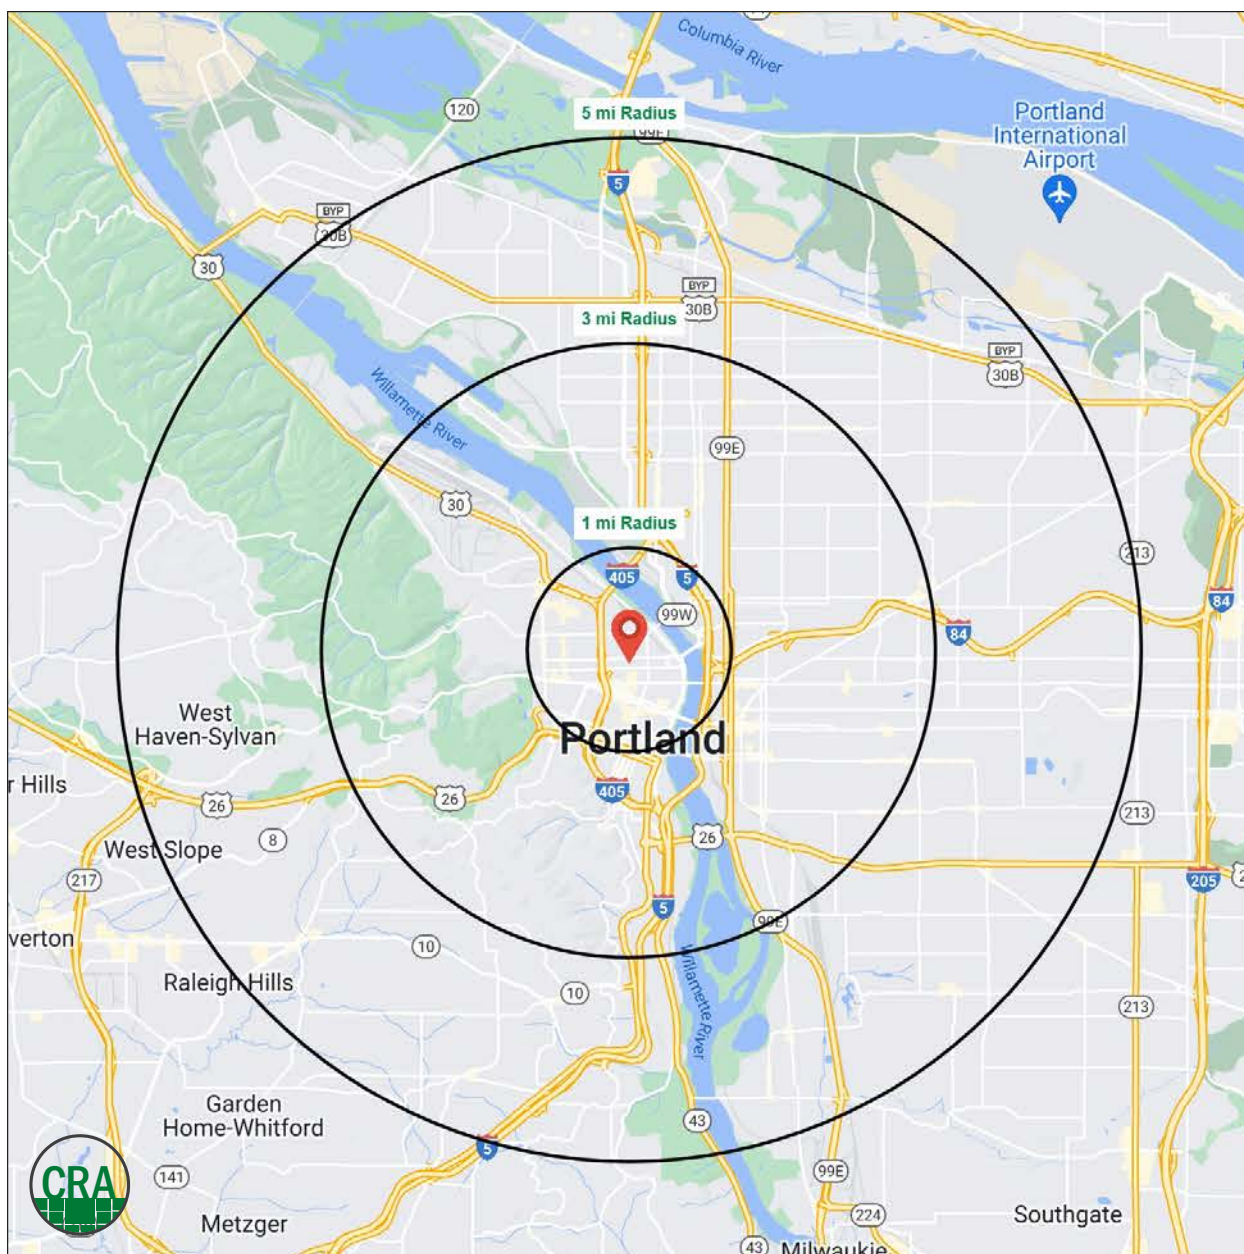 Columbia River
120
5 mi Radius
99E
Portland
International
Airport
5
BYP
30B
30
BYP
30B
3 mi Radius
BYP
30B
Willamette River
99E
30
1 mi Radius
213
405
5
84
99W
84
West
Haven-Sylvan
Portland
r Hills
26
26
405
213
8
26
West Slope
217
205
2
5
99E
verton
10
Willamette River
Raleigh Hills
10
213
Garden
Home-Whitford
43
5
CRA
141
99E
Metzger
224
Southgate
43
Milwaukie